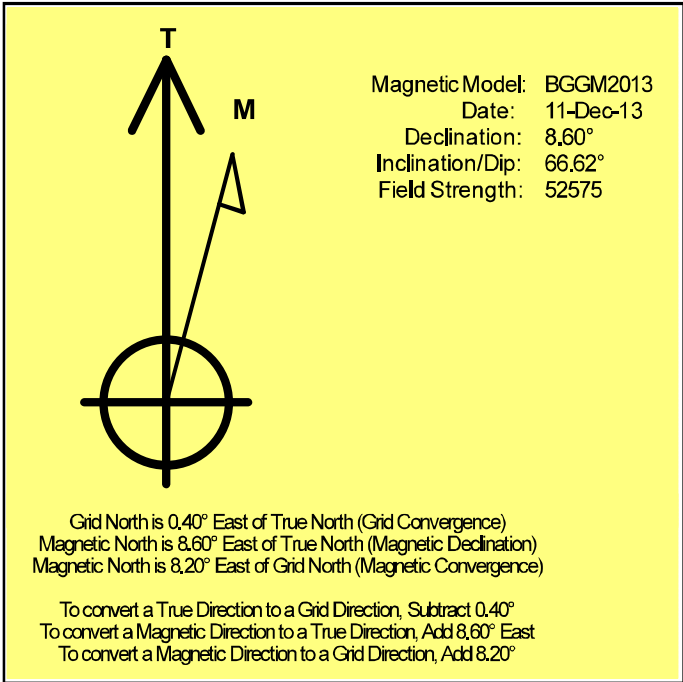 T
M
Magnetic Model: BGGM2013
Date: 11-Dec-13
Declination: 8.60°
Inclination/Dip: 66.62°
Field Strength: 52575
Grid North is 0.40° East of True North (Grid Convergence)
Magnetic North is 8.60° East of True North (Magnetic Declination)
Magnetic North is 8.20° East of Grid North (Magnetic Convergence)
To convert a True Direction to a Grid Direction, Subtract 0.40°
To convert a Magnetic Direction to a True Direction, Add 8.60° East
To convert a Magnetic Direction to a Grid Direction, Add 8.20°